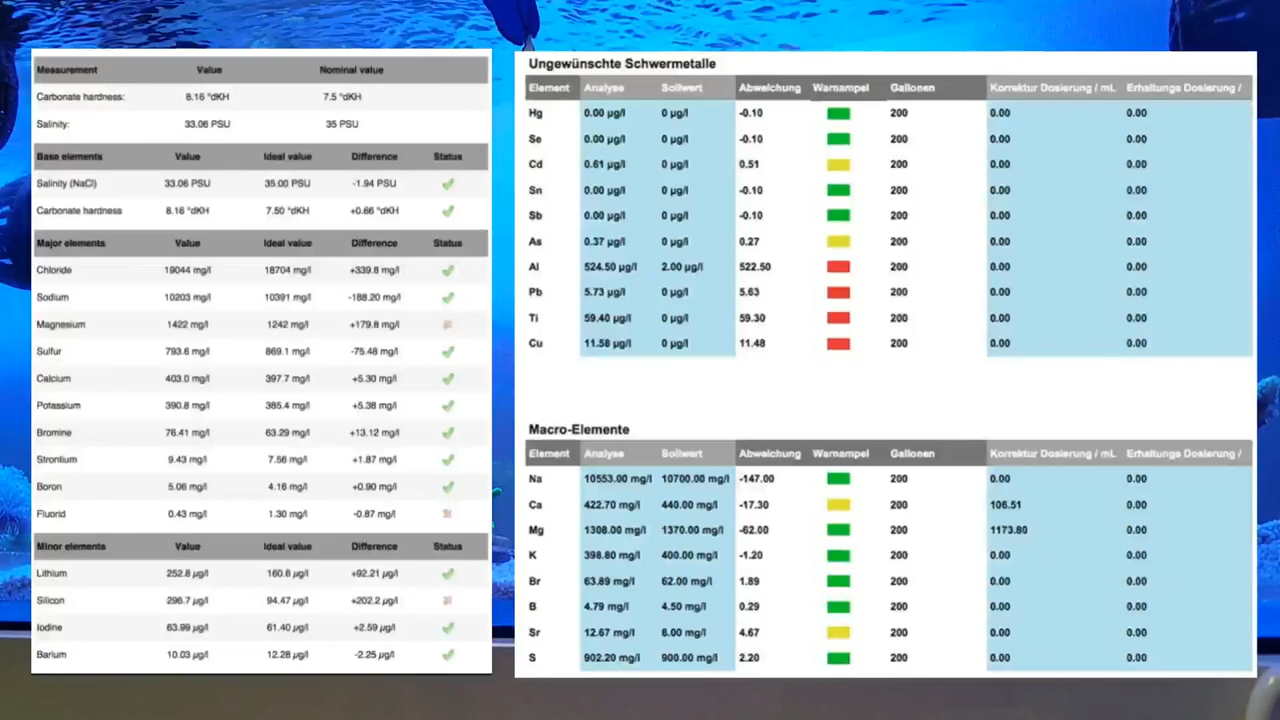 Measurement Value Nominal value
Carbonate hardness: 8.16 °dKH 7.5 °dKH
Salinity: 33.06 PSU 35 PSU
Base elements Value Ideal value Difference Status
Salinity (NaCl) 33.06 PSU 35.00 PSU -1.94 PSU
Carbonate hardness 8.16 °dKH 7.50 °dKH +0.66 °dKH
Major elements Value Ideal value Difference Status
Chloride 19044 mg/l 18704 mg/l +339.8 mg/l
Sodium 10203 mg/l 10391 mg/l -188.20 mg/l
Magnesium 1422 mg/l 1242 mg/l +179.8 mg/l
Sulfur 793.6 mg/l 869.1 mg/l -75.48 mg/l
Calcium 403.0 mg/l 397.7 mg/l +5.30 mg/l
Potassium 390.8 mg/l 385.4 mg/l +5.38 mg/l
Bromine 76.41 mg/l 63.29 mg/l +13.12 mg/l
Strontium 9.43 mg/l 7.56 mg/l +1.87 mg/l
Boron 5.06 mg/l 4.16 mg/l +0.90 mg/l
Fluorid 0.43 mg/l 1.30 mg/l -0.87 mg/l
Minor elements Value Ideal value Difference Status
Lithium 252.8 µg/l 160.6 µg/l +92.21 µg/l
Silicon 296.7 µg/l 94.47 µg/l +202.2 µg/l
Iodine 63.99 µg/l 61.40 µg/l +2.59 µg/l
Barium 10.03 µg/l 12.28 µg/l -2.25 µg/l
Ungewünschte Schwermetalle
Element Analyse Sollwert Abweichung Warnampel Gallonen Korrektur Dosierung / mL Erhaltungs Dosierung /
Hg 0.00 µg/l 0 µg/l -0.10 200 0.00 0.00
Se 0.00 µg/l 0 µg/l -0.10 200 0.00 0.00
Cd 0.61 µg/l 0 µg/l 0.51 200 0.00 0.00
Sn 0.00 µg/l 0 µg/l -0.10 200 0.00 0.00
Sb 0.00 µg/l 0 µg/l -0.10 200 0.00 0.00
As 0.37 µg/l 0 µg/l 0.27 200 0.00 0.00
Al 524.50 µg/l 2.00 µg/l 522.50 200 0.00 0.00
Pb 5.73 µg/l 0 µg/l 5.63 200 0.00 0.00
Ti 59.40 µg/l 0 µg/l 59.30 200 0.00 0.00
Cu 11.58 µg/l 0 µg/l 11.48 200 0.00 0.00
Macro-Elemente
Element Analyse Sollwert Abweichung Warnampel Gallonen Korrektur Dosierung / mL Erhaltungs Dosierung /
Na 10553.00 mg/l 10700.00 mg/l -147.00 200 0.00 0.00
Ca 422.70 mg/l 440.00 mg/l -17.30 200 106.51 0.00
Mg 1308.00 mg/l 1370.00 mg/l -62.00 200 1173.80 0.00
K 398.80 mg/l 400.00 mg/l -1.20 200 0.00 0.00
Br 63.89 mg/l 62.00 mg/l 1.89 200 0.00 0.00
B 4.79 mg/l 4.50 mg/l 0.29 200 0.00 0.00
Sr 12.67 mg/l 8.00 mg/l 4.67 200 0.00 0.00
S 902.20 mg/l 900.00 mg/l 2.20 200 0.00 0.00